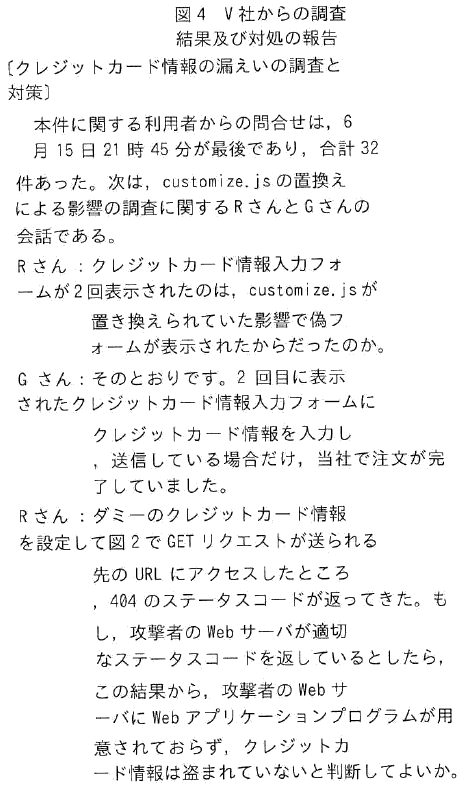 図4　V社からの調査
結果及び対処の報告
〔クレジットカード情報の漏えいの調査と
対策〕
本件に関する利用者からの問合せは，6
月15日21時45分が最後であり，合計32
件あった。次は，customize.jsの置換え
による影響の調査に関するRさんとGさんの
会話である。
Rさん：クレジットカード情報入力フォ
ームが2回表示されたのは，customize.jsが
置き換えられていた影響で偽フ
ォームが表示されたからだったのか。
Gさん：そのとおりです。2回目に表示
されたクレジットカード情報入力フォームに
クレジットカード情報を入力し
，送信している場合だけ，当社で注文が完
了していました。
Rさん：ダミーのクレジットカード情報
を設定して図2でGETリクエストが送られる
先のURLにアクセスしたところ
，404のステータスコードが返ってきた。も
し，攻撃者のWebサーバが適切
なステータスコードを返しているとしたら，
この結果から，攻撃者のWebサ
ーバにWebアプリケーションプログラムが用
意されておらず，クレジットカ
ード情報は盗まれていないと判断してよいか。